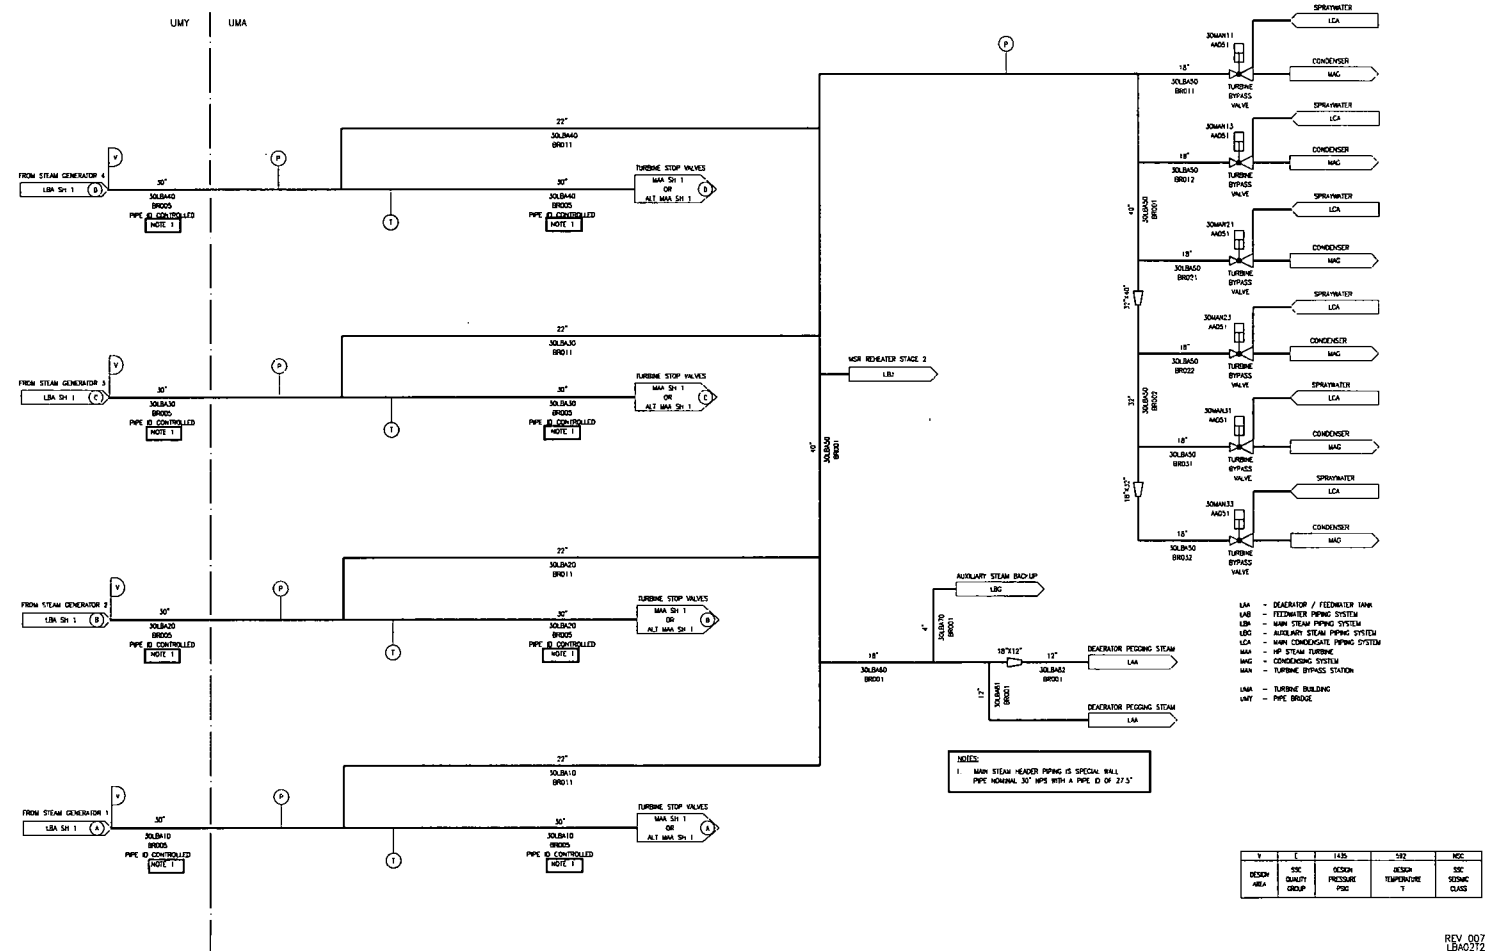 UMY
UMA
FROM STEAM GENERATOR 4
LBA SH 1
D
V
30"
30LBA40
BR005
PIPE ID CONTROLLED
NOTE 1
P
T
22"
30LBA40
BR011
30"
30LBA40
BR005
PIPE ID CONTROLLED
NOTE 1
TURBINE STOP VALVES
MAA SH 1
OR
ALT MAA SH 1
D
FROM STEAM GENERATOR 3
LBA SH 1
C
V
30"
30LBA30
BR005
PIPE ID CONTROLLED
NOTE 1
P
T
22"
30LBA30
BR011
30"
30LBA30
BR005
PIPE ID CONTROLLED
NOTE 1
TURBINE STOP VALVES
MAA SH 1
OR
ALT MAA SH 1
C
FROM STEAM GENERATOR 2
LBA SH 1
B
V
30"
30LBA20
BR005
PIPE ID CONTROLLED
NOTE 1
P
T
22"
30LBA20
BR011
30"
30LBA20
BR005
PIPE ID CONTROLLED
NOTE 1
TURBINE STOP VALVES
MAA SH 1
OR
ALT MAA SH 1
B
FROM STEAM GENERATOR 1
LBA SH 1
A
V
30"
30LBA10
BR005
PIPE ID CONTROLLED
NOTE 1
P
T
22"
30LBA10
BR011
30"
30LBA10
BR005
PIPE ID CONTROLLED
NOTE 1
TURBINE STOP VALVES
MAA SH 1
OR
ALT MAA SH 1
A
40"
30LBA50
BR001
MSR REHEATER STAGE 2
P
18"
30LBA60
BR001
4"
30LBA70
BR001
AUXILIARY STEAM BACKUP
LBG
18"X12"
12"
30LBA62
BR001
DEAERATOR PEGGING STEAM
LAA
12"
30LBA61
BR001
DEAERATOR PEGGING STEAM
LAA
40"
30LBA50
BR001
32"X40"
32"
30LBA50
BR002
18"X32"
18"
30LBA50
BR011
30MAN11
AA051
TURBINE
BYPASS
VALVE
SPRAYWATER
LCA
CONDENSER
MAG
18"
30LBA50
BR012
30MAN13
AA051
TURBINE
BYPASS
VALVE
SPRAYWATER
LCA
CONDENSER
MAG
18"
30LBA50
BR021
30MAN21
AA051
TURBINE
BYPASS
VALVE
SPRAYWATER
LCA
CONDENSER
MAG
18"
30LBA50
BR022
30MAN23
AA051
TURBINE
BYPASS
VALVE
SPRAYWATER
LCA
CONDENSER
MAG
18"
30LBA50
BR031
30MAN31
AA051
TURBINE
BYPASS
VALVE
SPRAYWATER
LCA
CONDENSER
MAG
18"
30LBA50
BR032
30MAN33
AA051
TURBINE
BYPASS
VALVE
SPRAYWATER
LCA
CONDENSER
MAG
LAA - DEAERATOR / FEEDWATER TANK
LAB - FEEDWATER PIPING SYSTEM
LBA - MAIN STEAM PIPING SYSTEM
LBG - AUXILIARY STEAM PIPING SYSTEM
LCA - MAIN CONDENSATE PIPING SYSTEM
MAA - HP STEAM TURBINE
MAG - CONDENSING SYSTEM
MAN - TURBINE BYPASS STATION
UMA - TURBINE BUILDING
UMY - PIPE BRIDGE
NOTES:
1. MAIN STEAM HEADER PIPING IS SPECIAL WALL
PIPE NOMINAL 30" NPS WITH A PIPE ID OF 27.5"
V E 1435 592 NSC
DESIGN AREA
SSC QUALITY GROUP
DESIGN PRESSURE PSIG
DESIGN TEMPERATURE °F
SSC SEISMIC CLASS
REV 007
LBA02T2